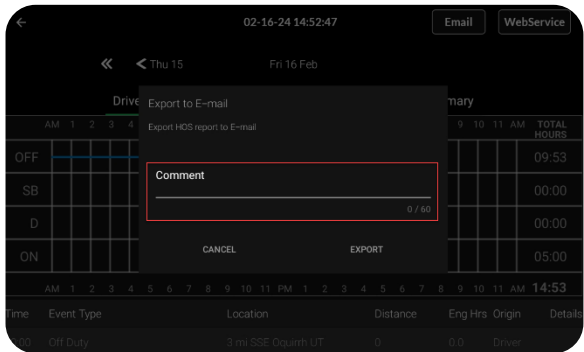 02-16-24 14:52:47
Email
WebService
Thu 15
Fri 16 Feb
Drive
mary
Export to E-mail
Export HOS report to E-mail
AM 1 2 3 4
9 10 11 AM TOTAL HOURS
OFF 09:53
SB 00:00
D 00:00
ON 05:00
Comment
0 / 60
CANCEL
EXPORT
AM 1 2 3 4 5 6 7 8 9 10 11 PM 1 2 3 4 5 6 7 8 9 10 11 AM 14:53
Time Event Type Location Distance Eng Hrs Origin Details
0:00 Off Duty 3 mi SSE Oquirrh UT 0 0.0 Driver